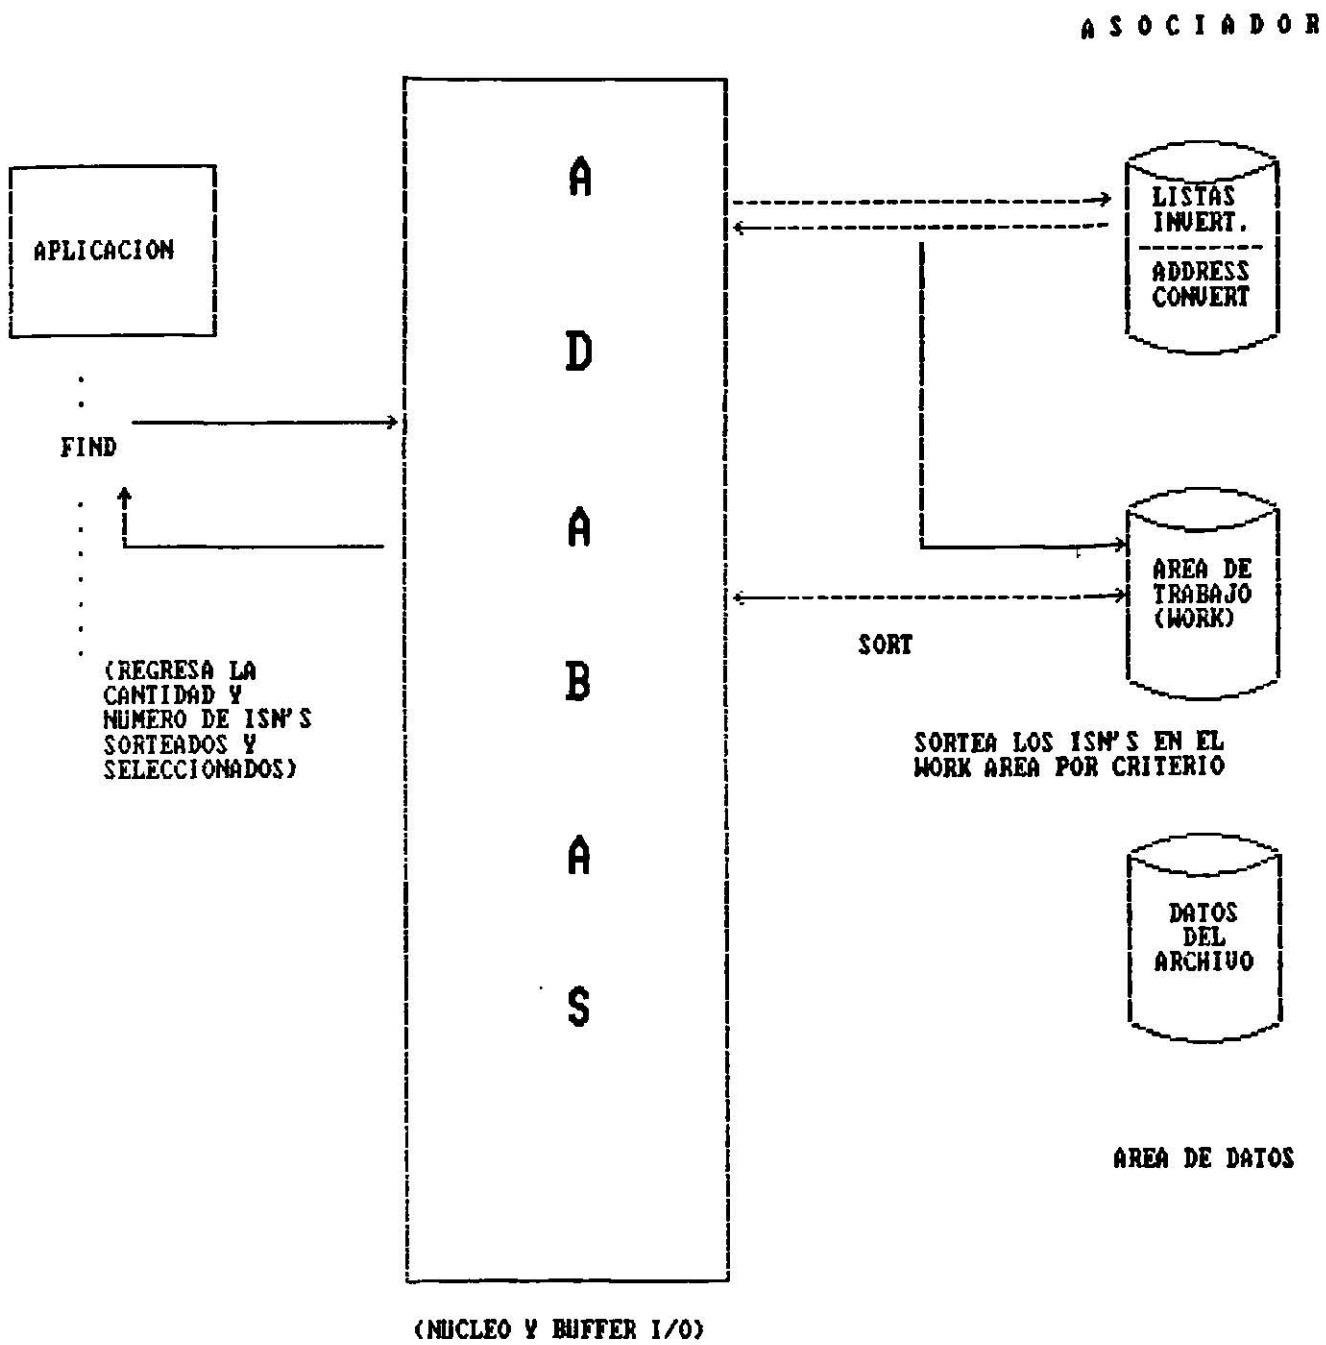 A S O C I A D O R
APLICACION
FIND
(REGRESA LA
CANTIDAD Y
NUMERO DE ISN'S
SORTEADOS Y
SELECCIONADOS)
A
D
A
B
A
S
(NUCLEO Y BUFFER I/O)
LISTAS
INVERT.
ADDRESS
CONVERT
AREA DE
TRABAJO
(WORK)
SORT
SORTEA LOS ISN'S EN EL
WORK AREA POR CRITERIO
DATOS
DEL
ARCHIVO
AREA DE DATOS